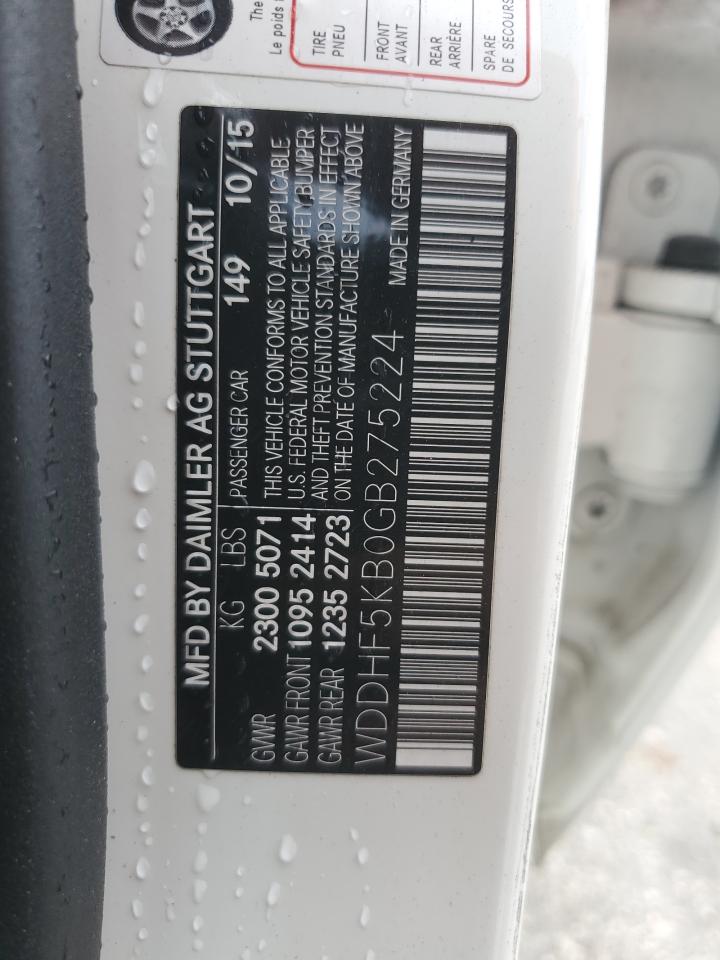 The
Le poids
TIRE
PNEU
FRONT
AVANT
REAR
ARRIÈRE
SPARE
DE SECOURS
MFD BY DAIMLER AG STUTTGART
KG LBS PASSENGER CAR 149 10/15
GWR 2300 5071 THIS VEHICLE CONFORMS TO ALL APPLICABLE
GAWR FRONT 1095 2414 U.S. FEDERAL MOTOR VEHICLE SAFETY, BUMPER
GAWR REAR 1235 2723 AND THEFT PREVENTION STANDARDS IN EFFECT
ON THE DATE OF MANUFACTURE SHOWN ABOVE
WDDHF5KB0GB275224 MADE IN GERMANY